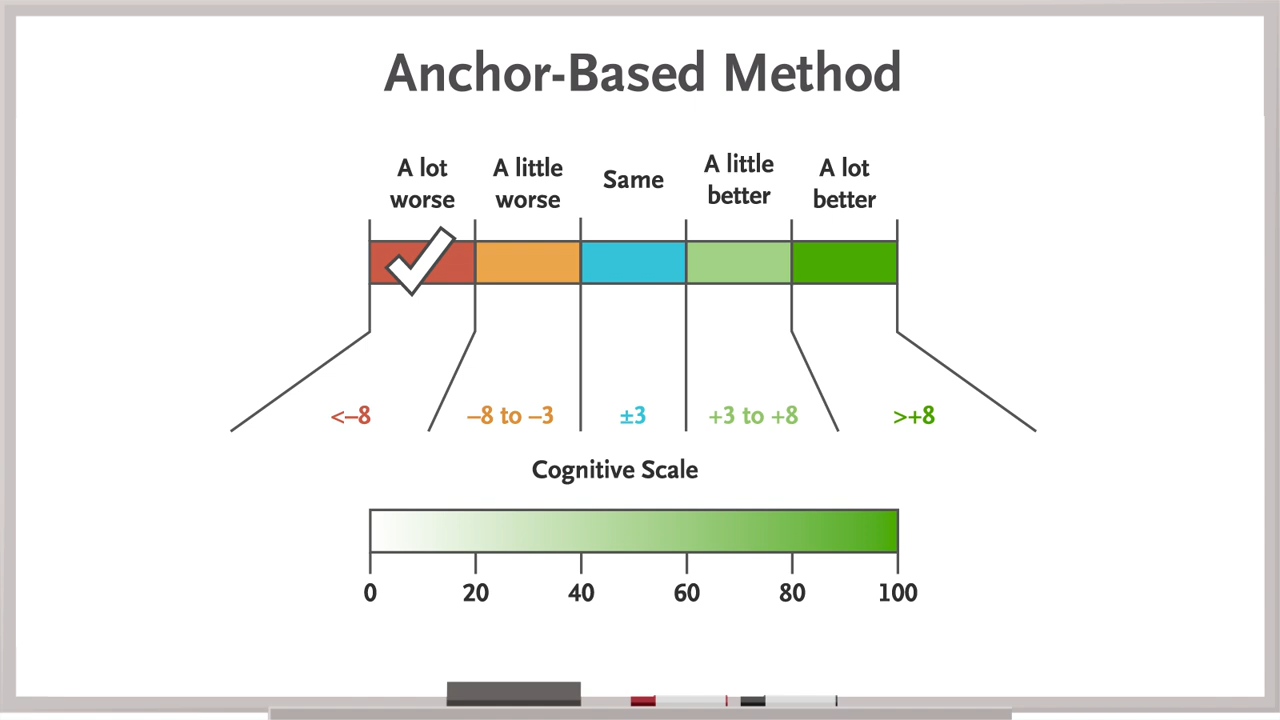 Anchor-Based Method
A lot
worse
A little
worse
Same
A little
better
A lot
better
<–8
–8 to –3
±3
+3 to +8
>+8
Cognitive Scale
0
20
40
60
80
100